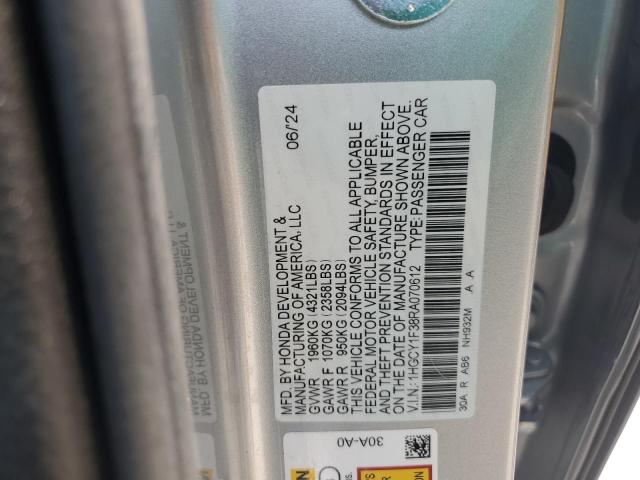 MFD. BY HONDA DEVELOPMENT &
MANUFACTURING OF AMERICA, LLC 06/'24
GVWR 1960KG (4321LBS)
GAWR F 1070KG (2358LBS)
GAWR R 950KG (2094LBS)
THIS VEHICLE CONFORMS TO ALL APPLICABLE
FEDERAL MOTOR VEHICLE SAFETY, BUMPER,
AND THEFT PREVENTION STANDARDS IN EFFECT
ON THE DATE OF MANUFACTURE SHOWN ABOVE.
V.I.N.: 1HGCY1F38RA070612 TYPE:PASSENGER CAR
30A R AB6 NH932M A A
30A-A0